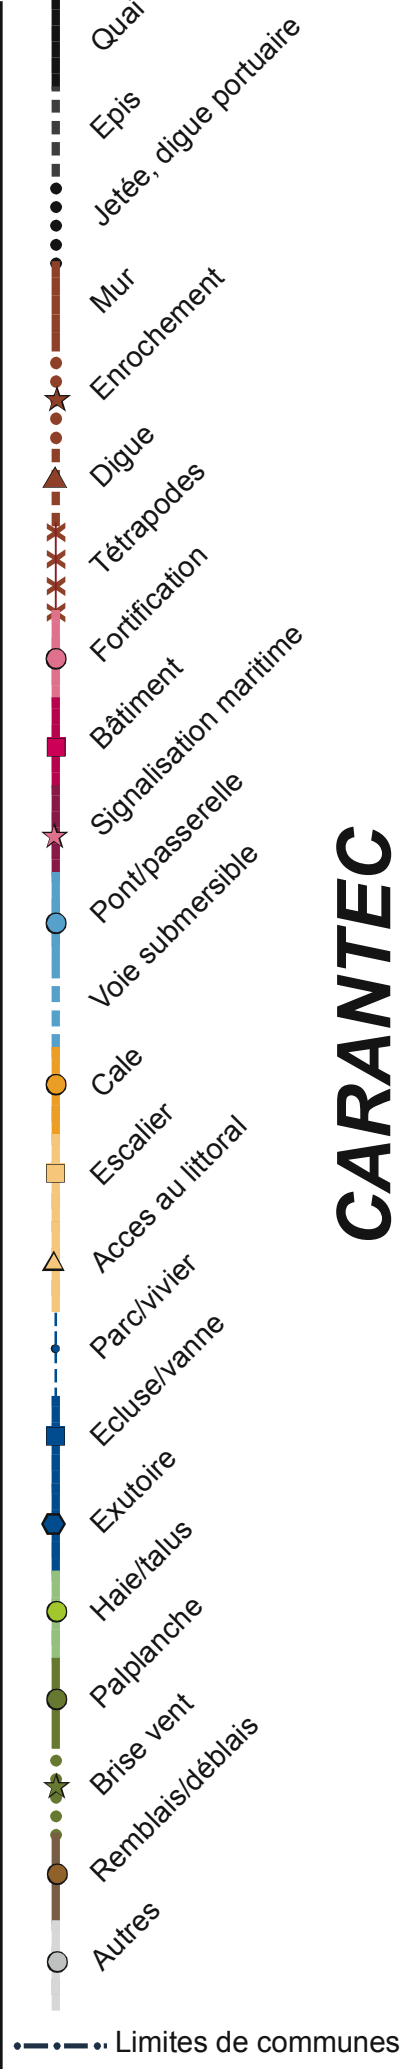 Quai
Epis
Jetée, digue portuaire
Mur
Enrochement
Digue
Tétrapodes
Fortification
Bâtiment
Signalisation maritime
Pont/passerelle
Voie submersible
Cale
Escalier
Acces au littoral
Parc/vivier
Ecluse/vanne
Exutoire
Haie/talus
Palplanche
Brise vent
Remblais/déblais
Autres
Limites de communes
CARANTEC